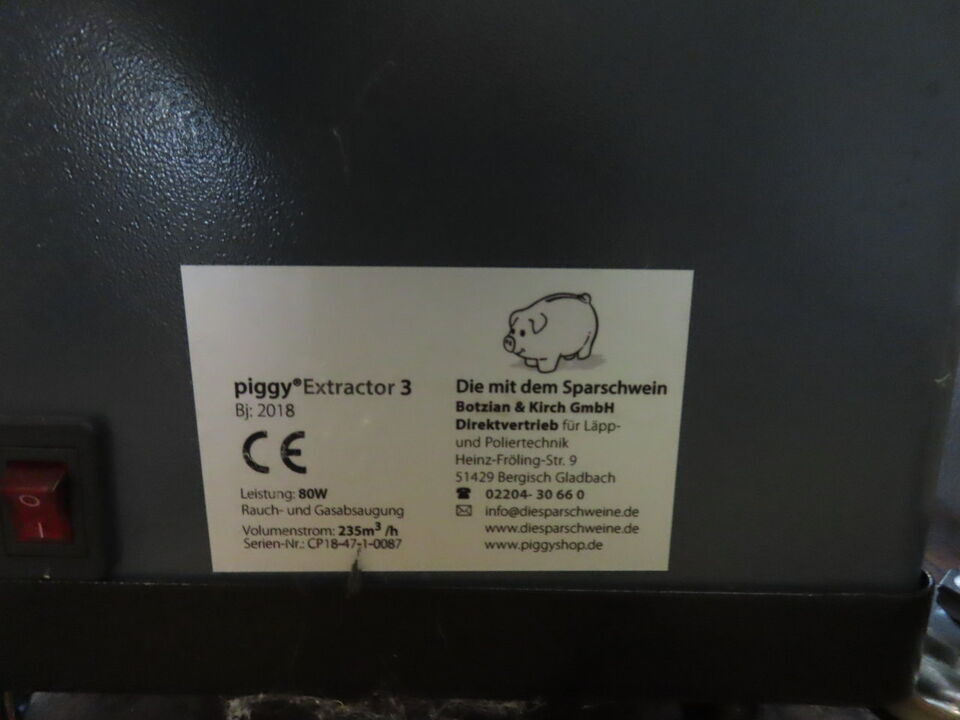 piggy®Extractor 3
Bj: 2018
CE
Leistung: 80W
Rauch- und Gasabsaugung
Volumenstrom: 235m³ /h
Serien-Nr.: CP18-47-1-0087
Die mit dem Sparschwein
Botzian & Kirch GmbH
Direktvertrieb für Läpp-
und Poliertechnik
Heinz-Fröling-Str. 9
51429 Bergisch Gladbach
☎ 02204- 30 66 0
✉ info@diesparschweine.de
www.diesparschweine.de
www.piggyshop.de